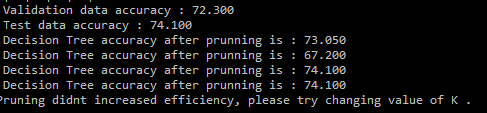 Validation data accuracy : 72.300
Test data accuracy : 74.100
Decision Tree accuracy after prunning is : 73.050
Decision Tree accuracy after prunning is : 67.200
Decision Tree accuracy after prunning is : 74.100
Decision Tree accuracy after prunning is : 74.100
Pruning didnt increased efficiency, please try changing value of K .